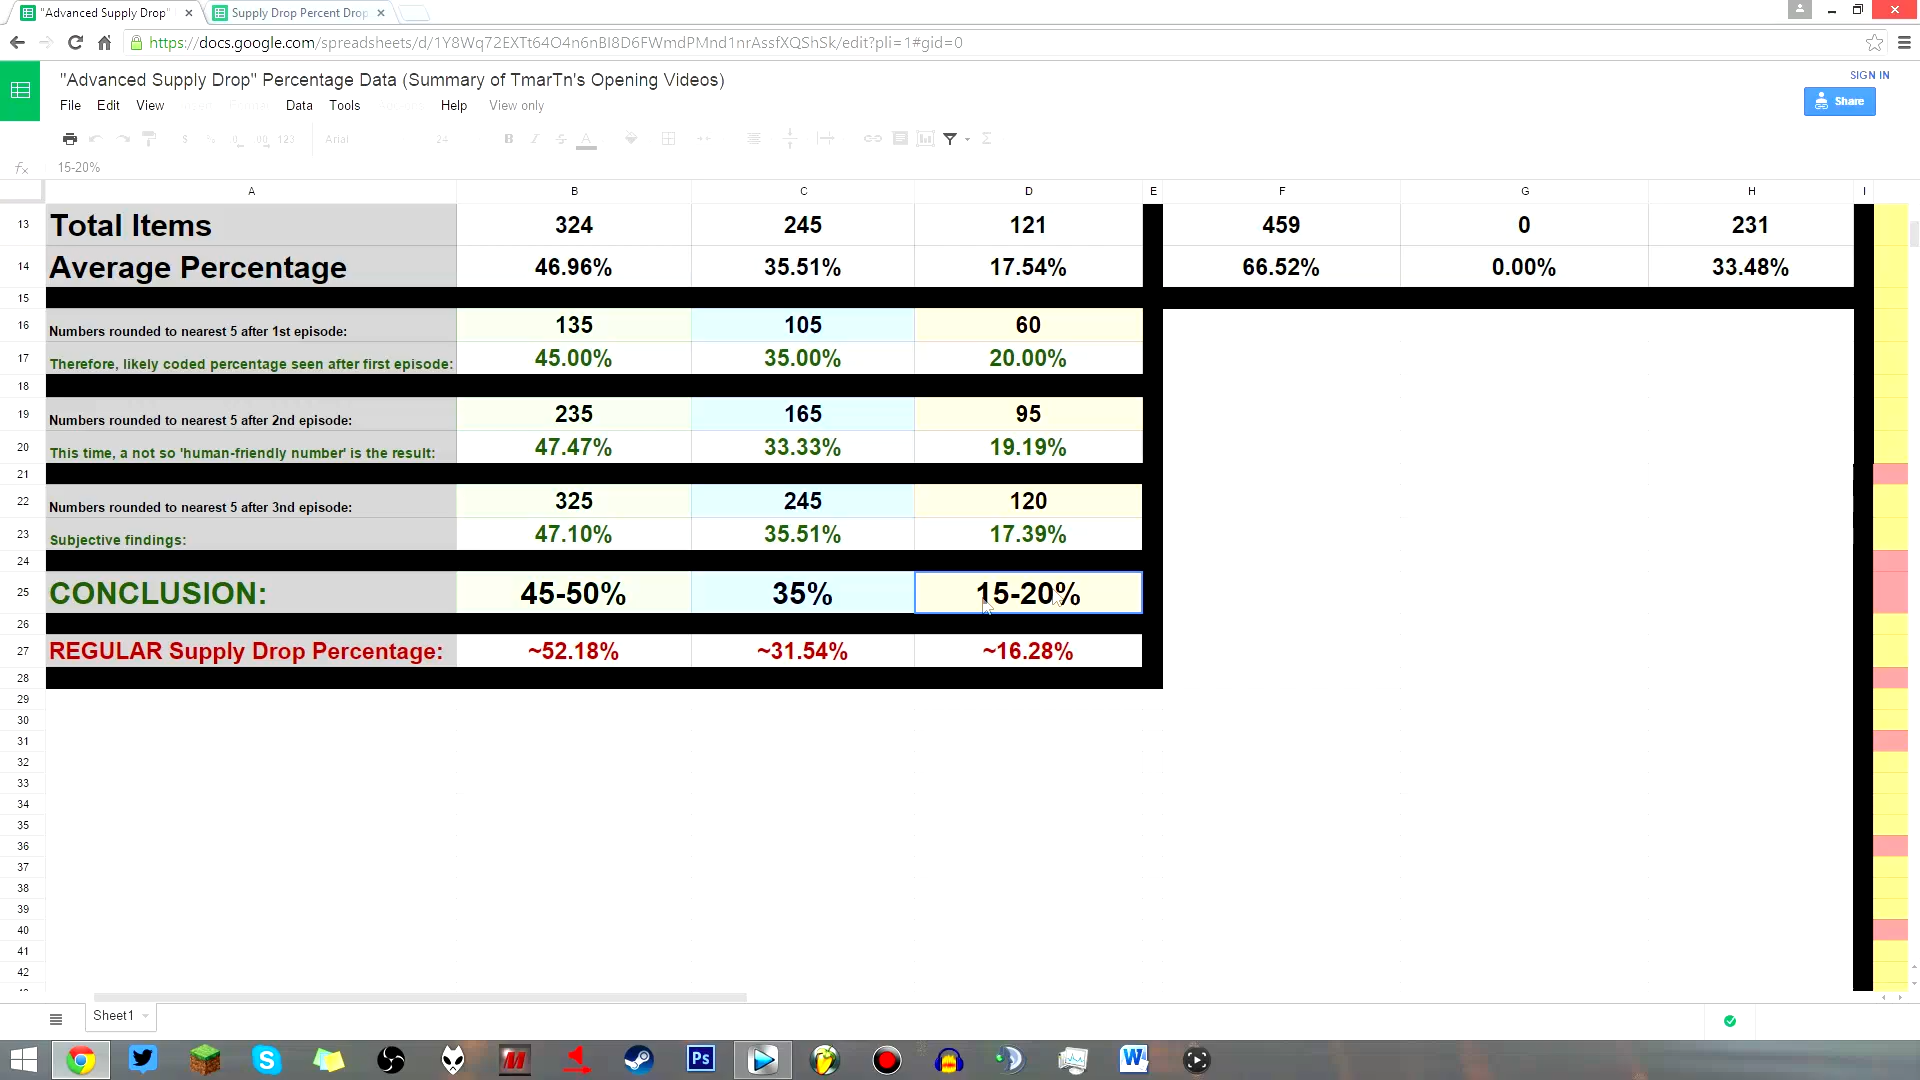 "Advanced Supply Drop"
Supply Drop Percent Drop
https://docs.google.com/spreadsheets/d/1Y8Wq72EXTt64O4n6nBI8D6FWmdPMnd1nrAssfXQShSk/edit?pli=1#gid=0
"Advanced Supply Drop" Percentage Data (Summary of TmarTn's Opening Videos)
SIGN IN
File Edit View Data Tools Help View only
Share
$ % 123 Arial 24 B I S A Σ
fx 15-20%
A B C D E F G H I
13 Total Items 324 245 121 459 0 231
14 Average Percentage 46.96% 35.51% 17.54% 66.52% 0.00% 33.48%
15
16 Numbers rounded to nearest 5 after 1st episode: 135 105 60
17 Therefore, likely coded percentage seen after first episode: 45.00% 35.00% 20.00%
18
19 Numbers rounded to nearest 5 after 2nd episode: 235 165 95
20 This time, a not so 'human-friendly number' is the result: 47.47% 33.33% 19.19%
21
22 Numbers rounded to nearest 5 after 3nd episode: 325 245 120
23 Subjective findings: 47.10% 35.51% 17.39%
24
25 CONCLUSION: 45-50% 35% 15-20%
26
27 REGULAR Supply Drop Percentage: ~52.18% ~31.54% ~16.28%
28
29
30
31
32
33
34
35
36
37
38
39
40
41
42
Sheet1
Ps
W